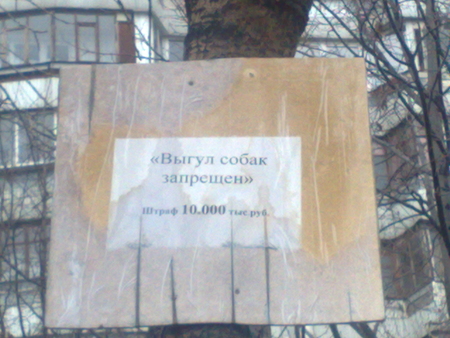 «Выгул собак
запрещен»
Штраф 10.000 тыс.руб.